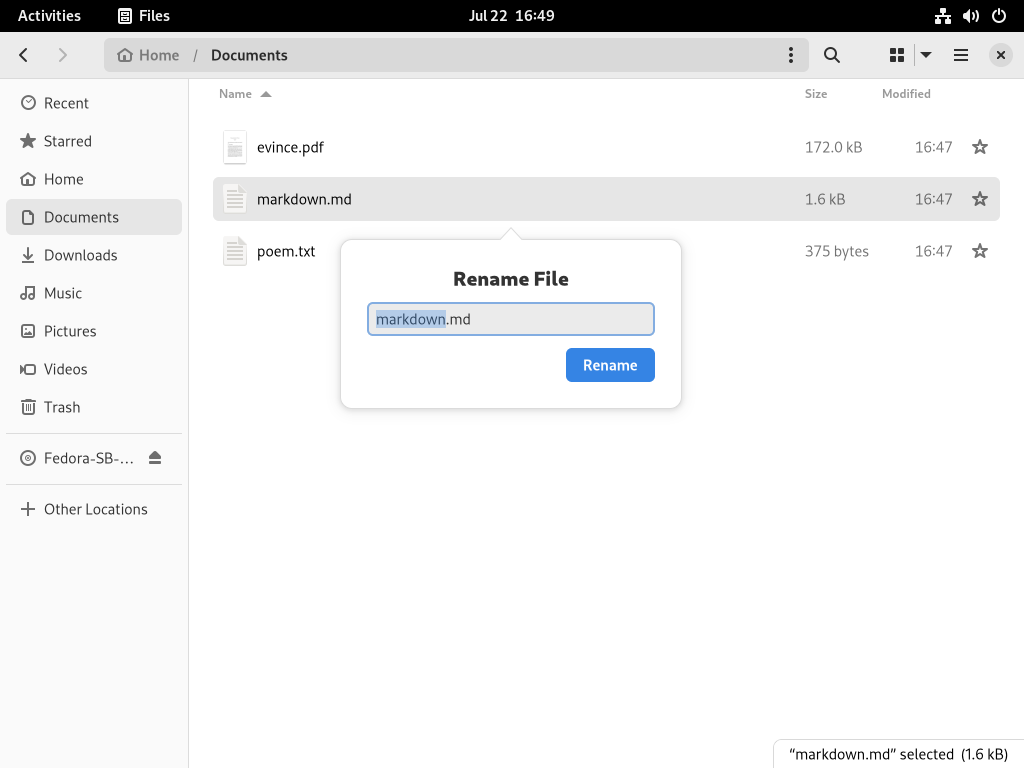 Activities Files Jul 22 16:49
Home / Documents
Name Size Modified
Recent
Starred
Home
Documents
Downloads
Music
Pictures
Videos
Trash
Fedora-SB-…
Other Locations
evince.pdf 172.0 kB 16:47
markdown.md 1.6 kB 16:47
poem.txt 375 bytes 16:47
Rename File
markdown.md
Rename
“markdown.md” selected (1.6 kB)